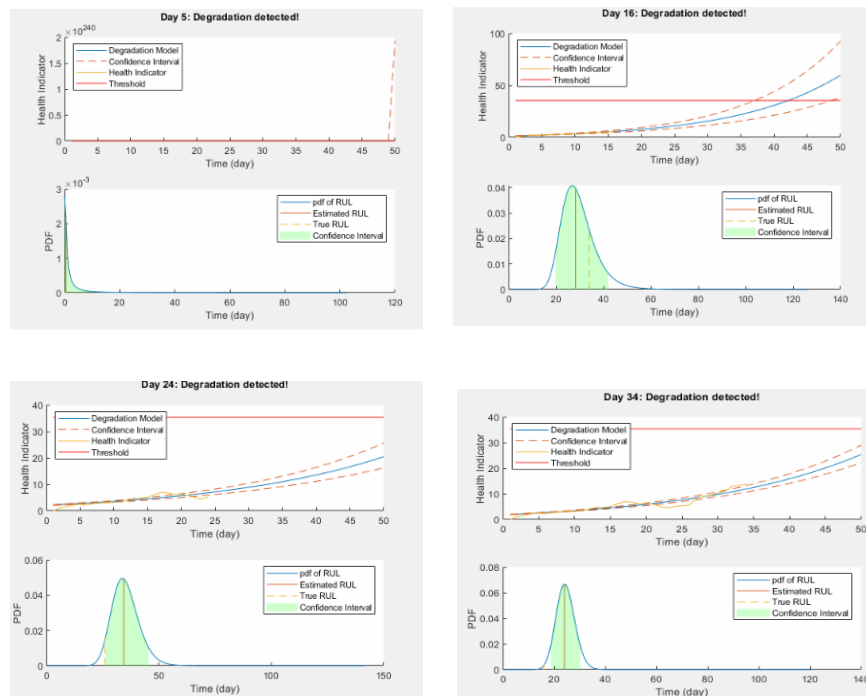 Day 5: Degradation detected!
×10^240
2
1.5
1
0.5
0
Health Indicator
Degradation Model
Confidence Interval
Health Indicator
Threshold
0 5 10 15 20 25 30 35 40 45 50
Time (day)
×10^-3
3
2
1
0
PDF
pdf of RUL
Estimated RUL
True RUL
Confidence Interval
0 20 40 60 80 100 120
Time (day)
Day 16: Degradation detected!
100
50
0
Health Indicator
Degradation Model
Confidence Interval
Health Indicator
Threshold
0 5 10 15 20 25 30 35 40 45 50
Time (day)
0.04
0.03
0.02
0.01
0
PDF
pdf of RUL
Estimated RUL
True RUL
Confidence Interval
0 20 40 60 80 100 120 140
Time (day)
Day 24: Degradation detected!
40
30
20
10
0
Health Indicator
Degradation Model
Confidence Interval
Health Indicator
Threshold
0 5 10 15 20 25 30 35 40 45 50
Time (day)
0.06
0.04
0.02
0
PDF
pdf of RUL
Estimated RUL
True RUL
Confidence Interval
0 50 100 150
Time (day)
Day 34: Degradation detected!
40
30
20
10
0
Health Indicator
Degradation Model
Confidence Interval
Health Indicator
Threshold
0 5 10 15 20 25 30 35 40 45 50
Time (day)
0.08
0.06
0.04
0.02
0
PDF
pdf of RUL
Estimated RUL
True RUL
Confidence Interval
0 20 40 60 80 100 120 140
Time (day)